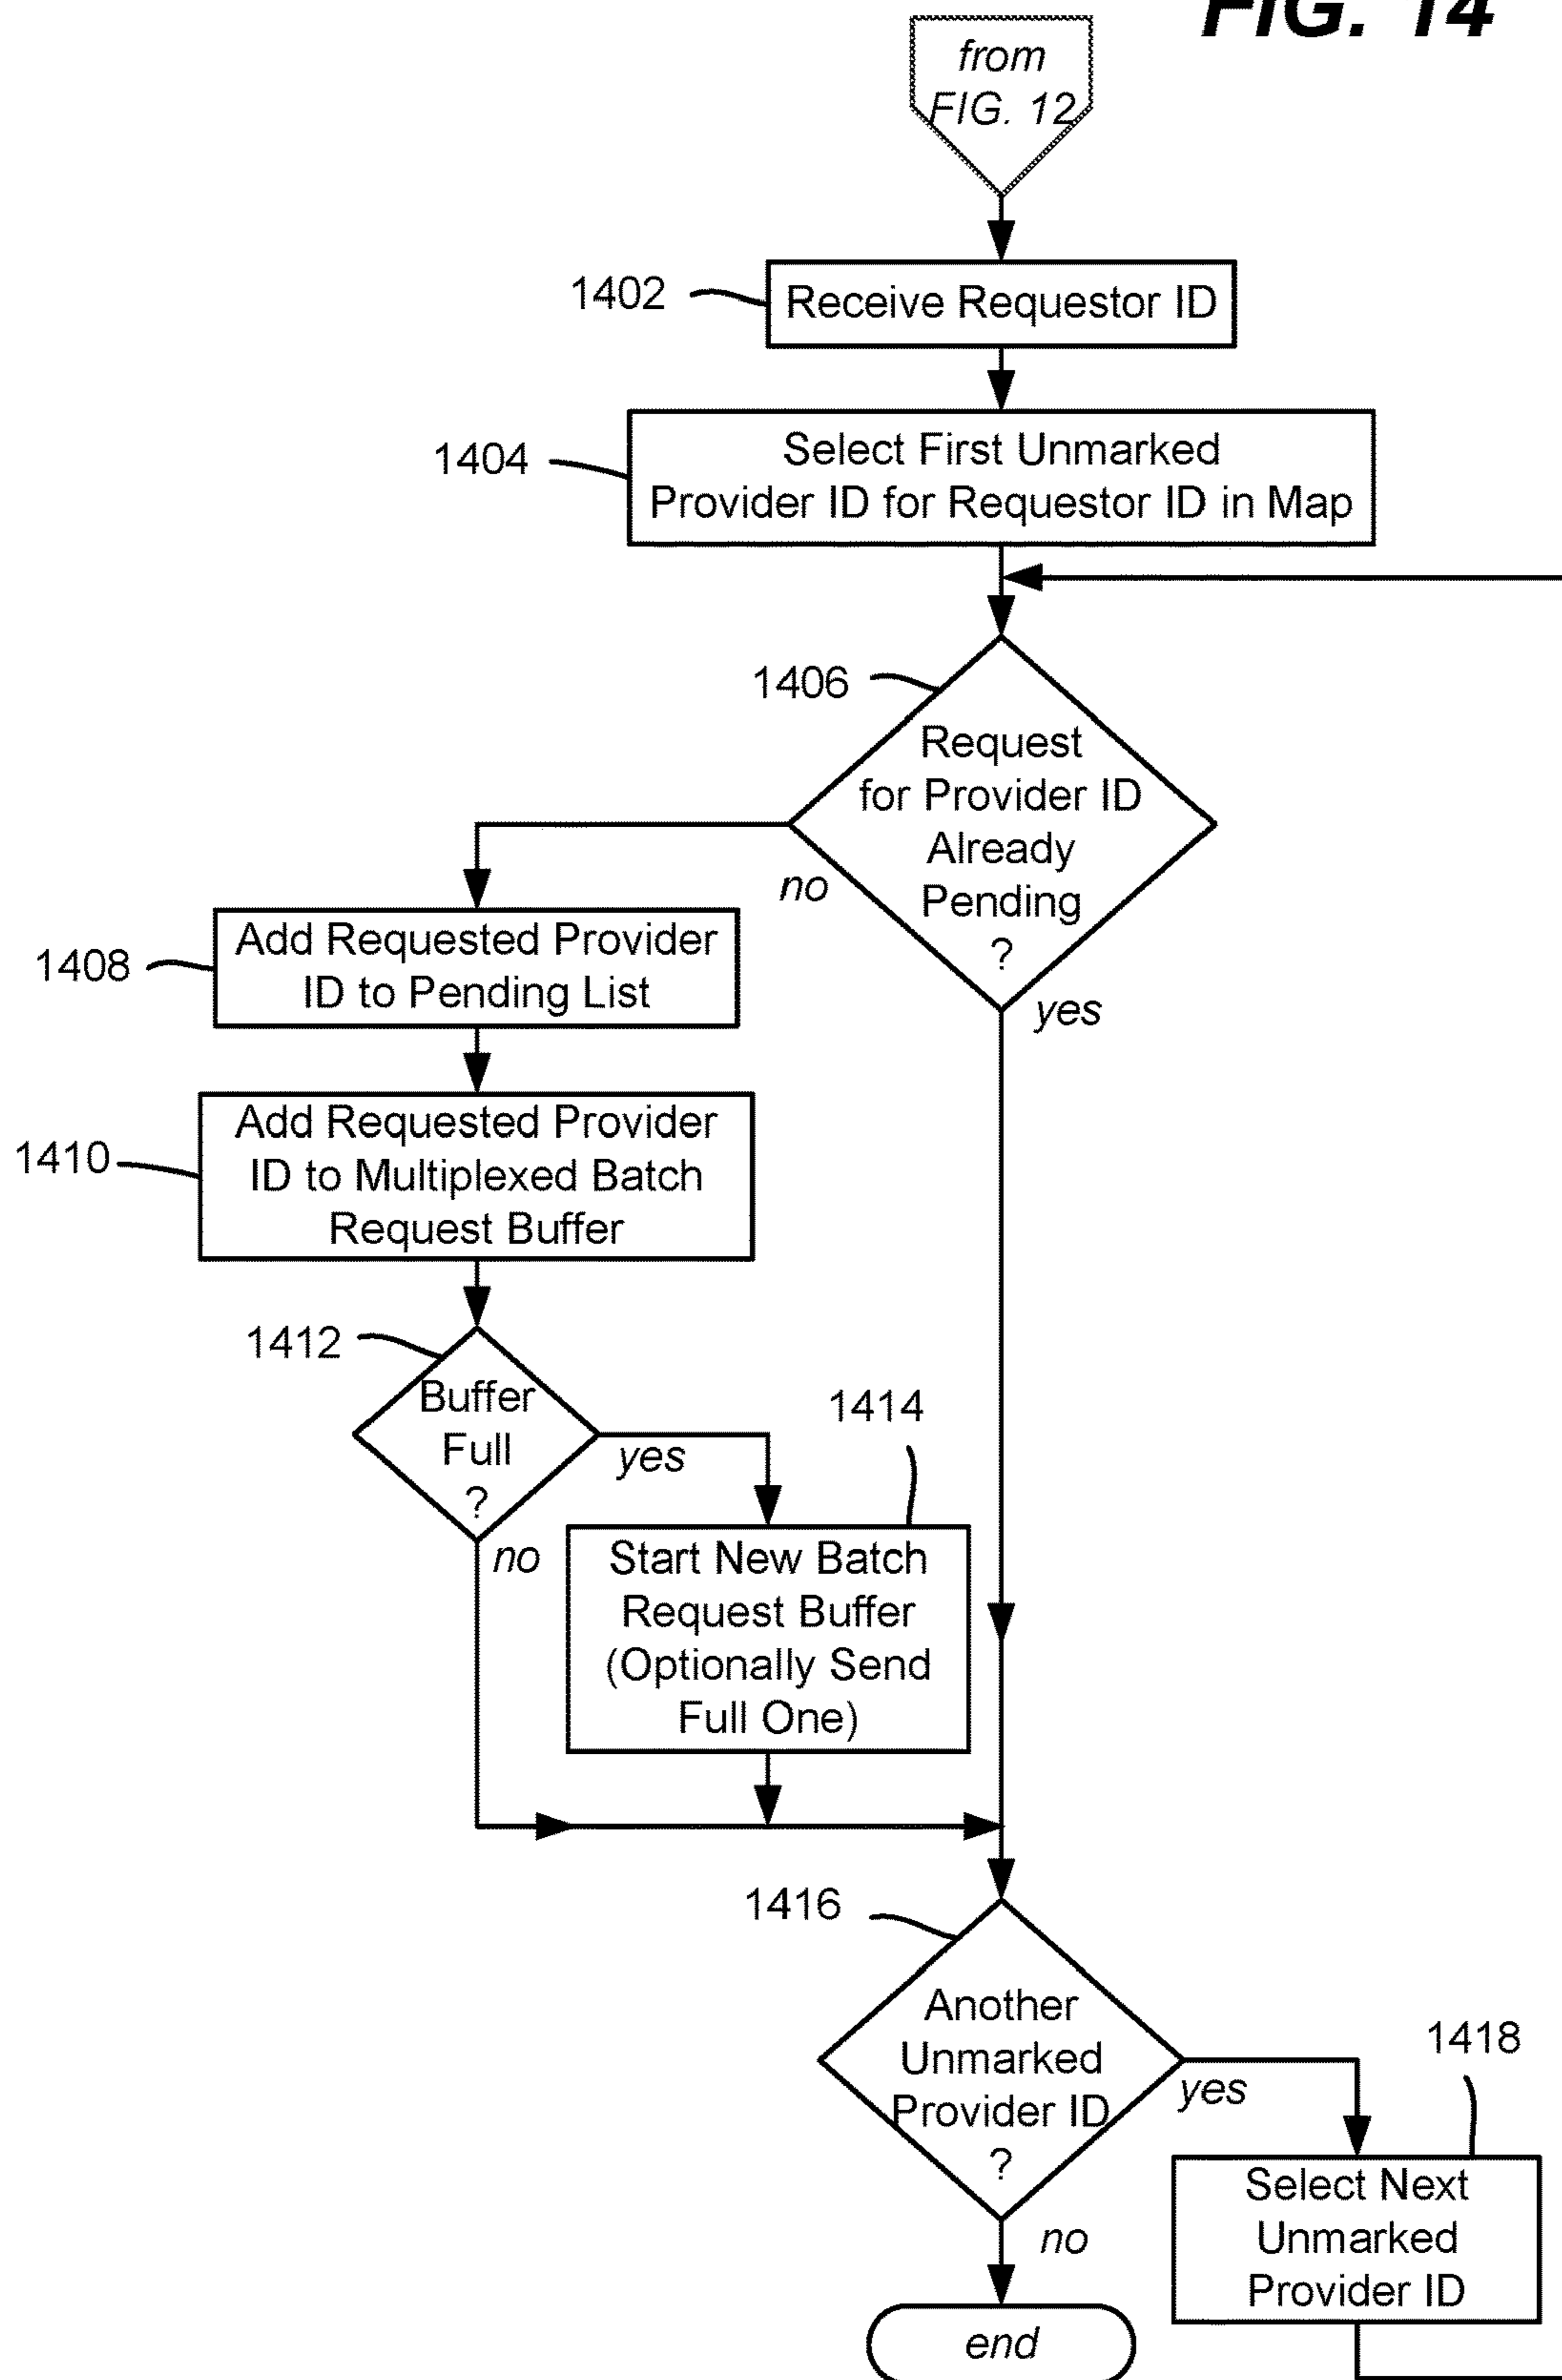 FIG. 14
from
FIG. 12
1402
Receive Requestor ID
1404
Select First Unmarked
Provider ID for Requestor ID in Map
1406
Request
for Provider ID
Already
Pending
?
no
yes
1408
Add Requested Provider
ID to Pending List
1410
Add Requested Provider
ID to Multiplexed Batch
Request Buffer
1412
Buffer
Full
?
yes
no
1414
Start New Batch
Request Buffer
(Optionally Send
Full One)
1416
Another
Unmarked
Provider ID
?
yes
no
1418
Select Next
Unmarked
Provider ID
end